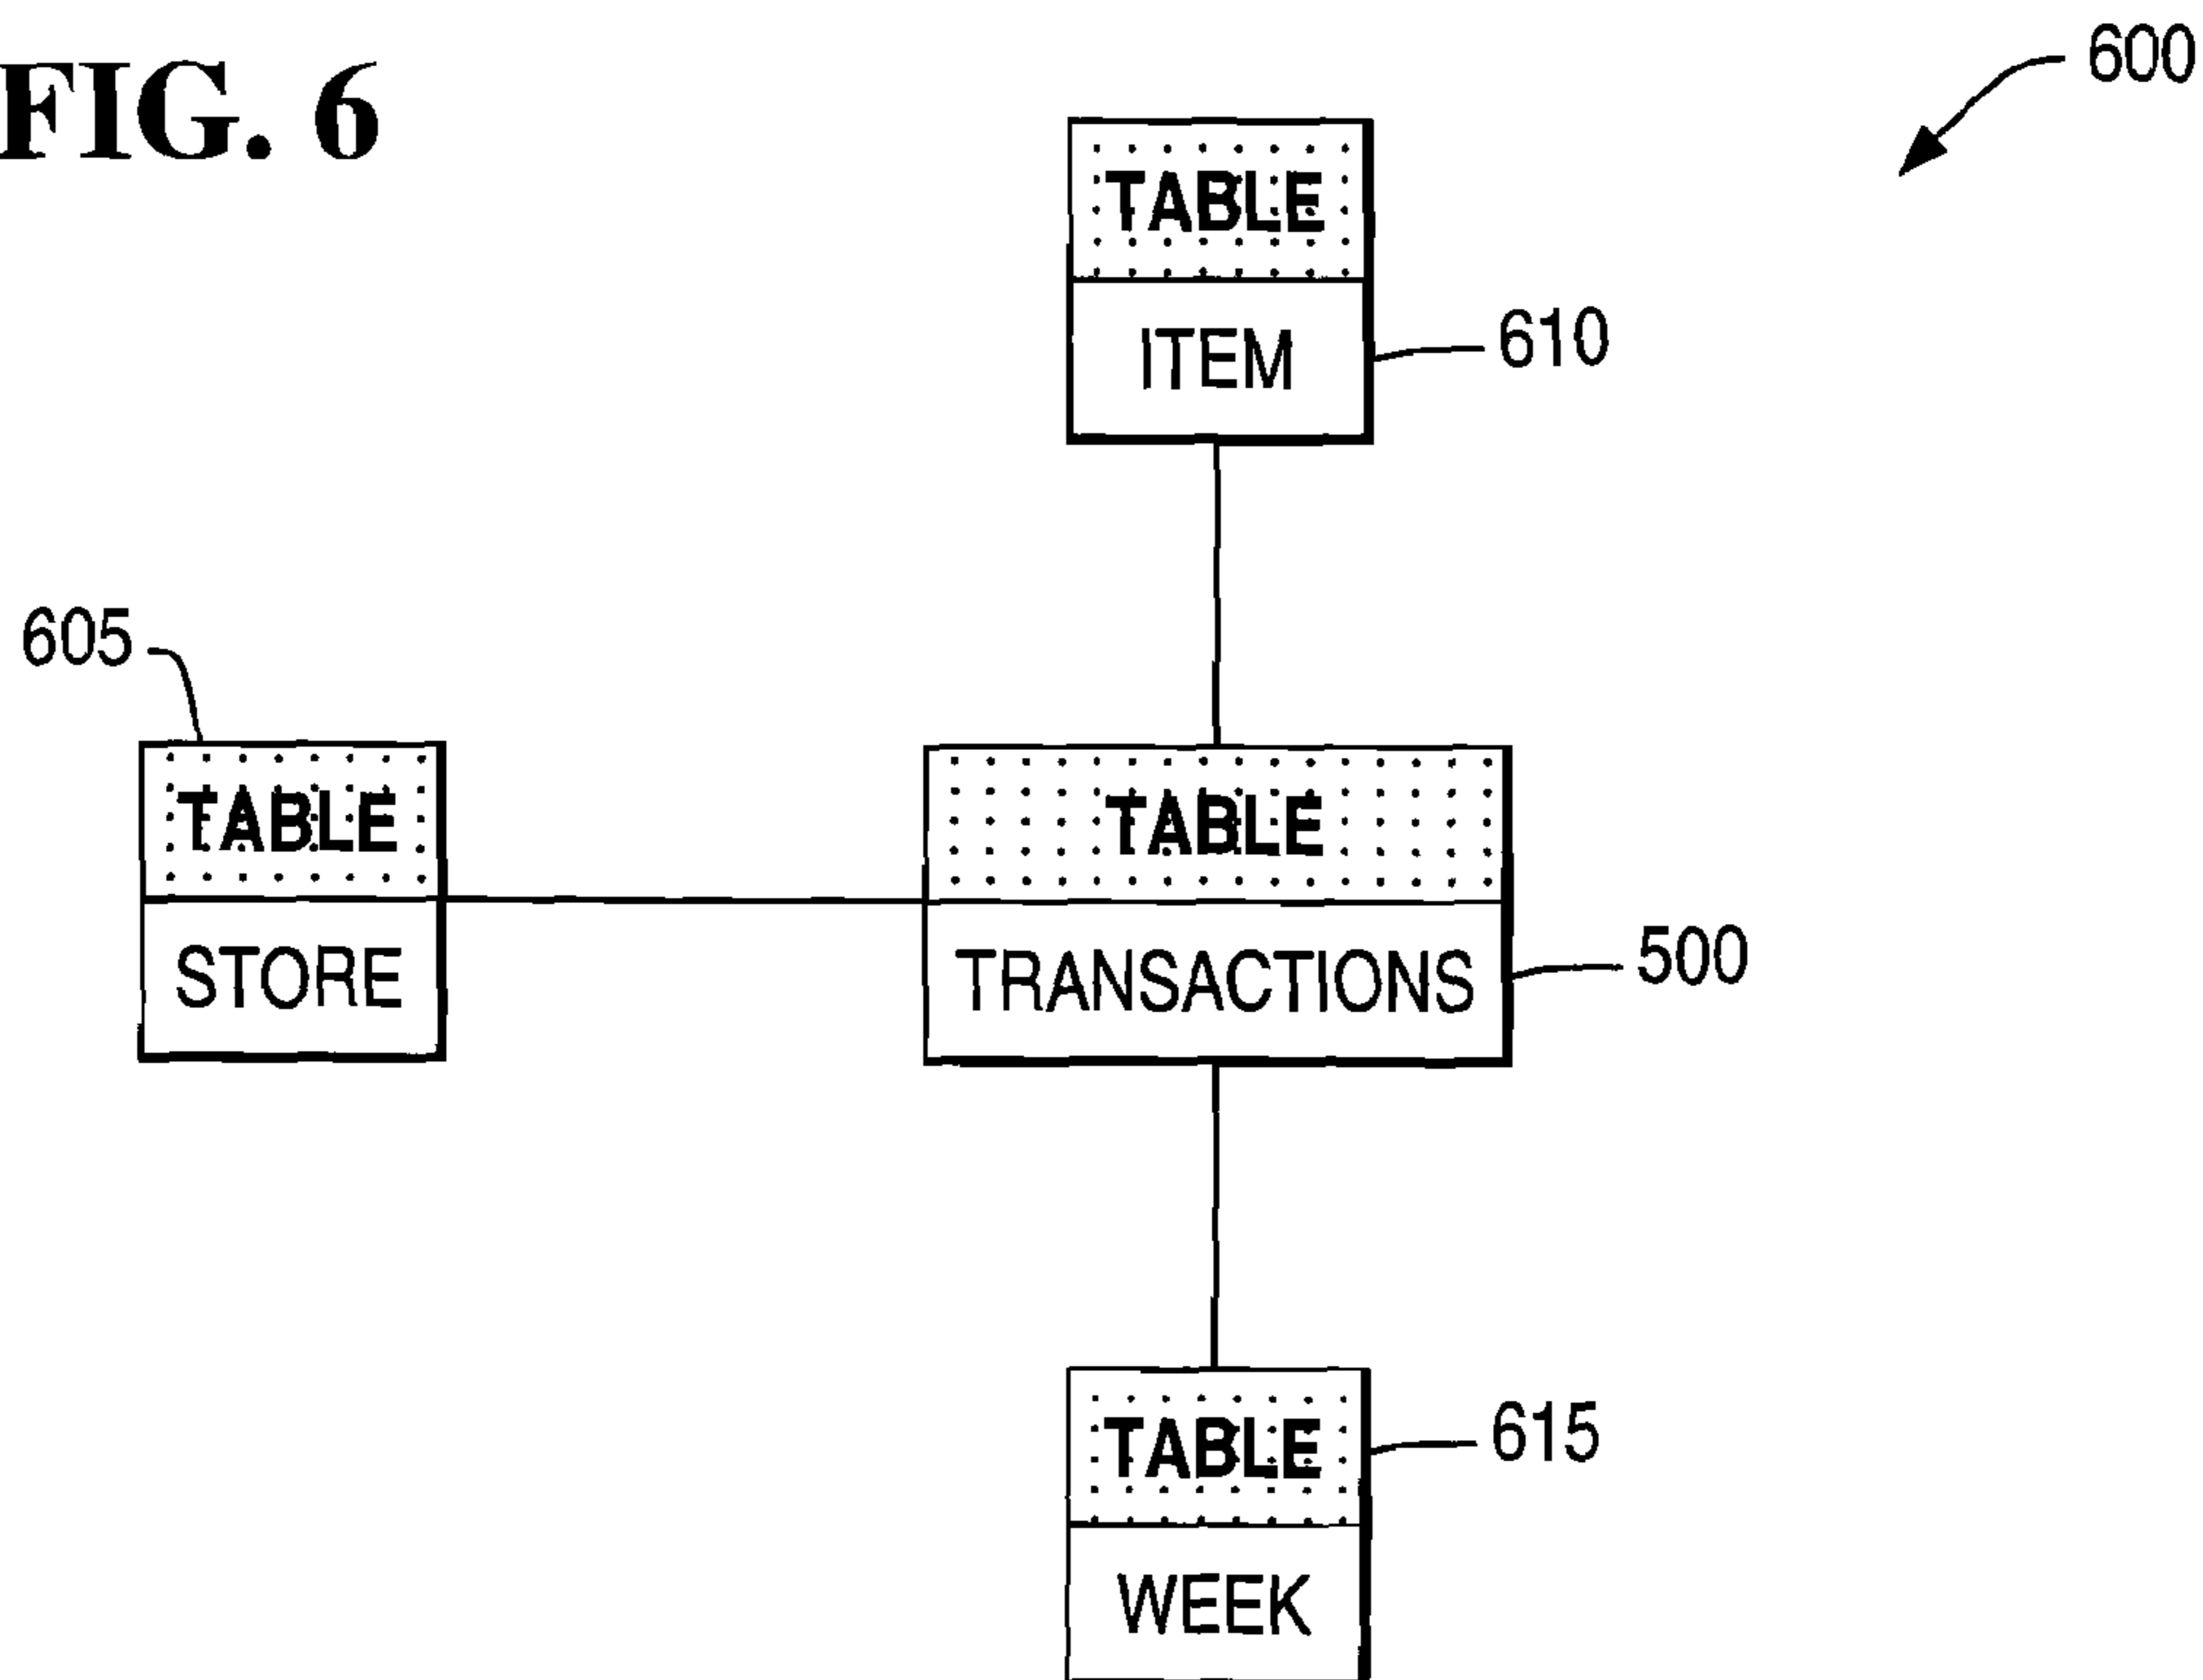 FIG. 6
600
TABLE
ITEM
610
605
TABLE
STORE
TABLE
TRANSACTIONS
500
TABLE
615
WEEK